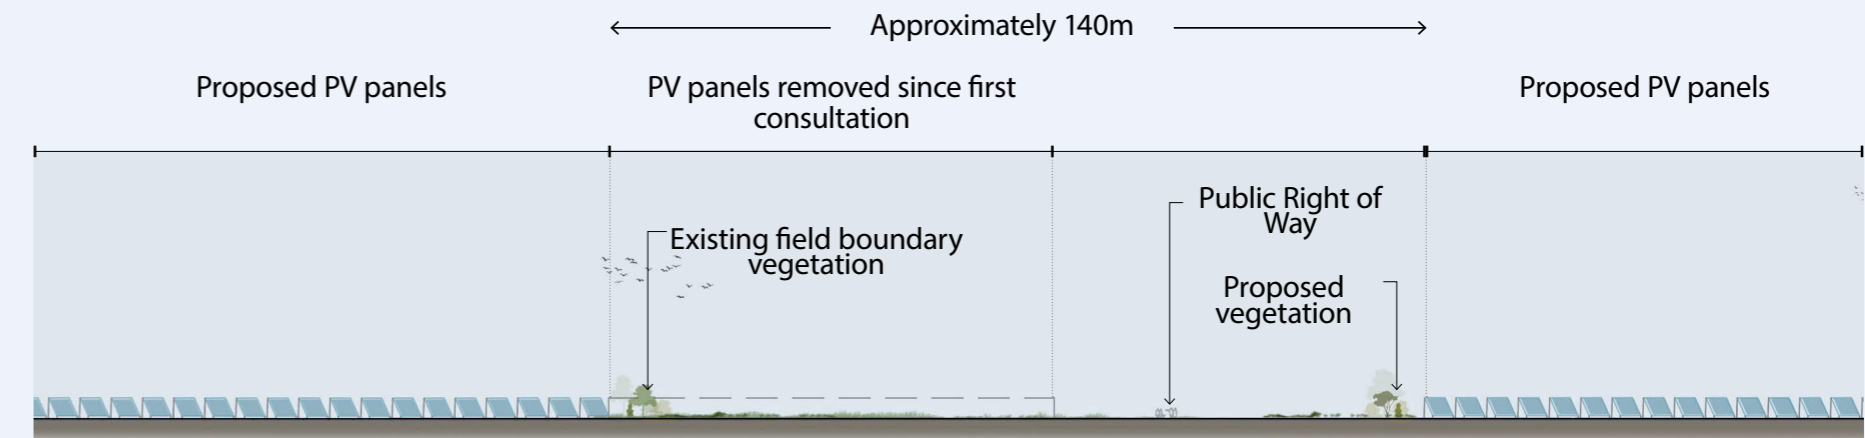 Approximately 140m
Proposed PV panels
PV panels removed since first
consultation
Proposed PV panels
Public Right of
Way
Existing field boundary
vegetation
Proposed
vegetation